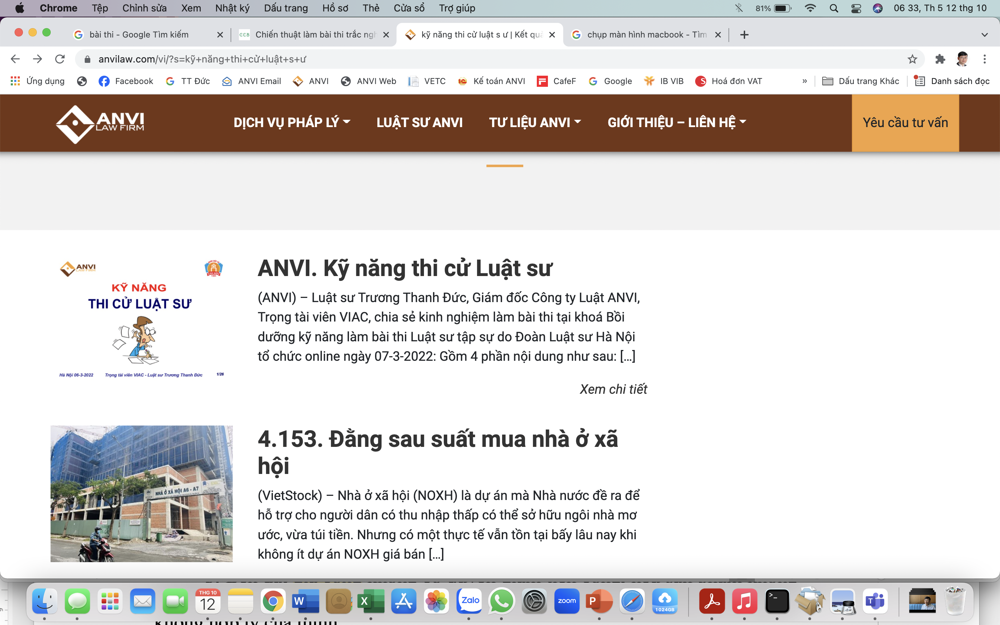 Chrome Tệp Chỉnh sửa Xem Nhật ký Dấu trang Hồ sơ Thẻ Cửa sổ Trợ giúp 81% 06 33, Th 5 12 thg 10
bài thi - Google Tìm kiếm
Chiến thuật làm bài thi trắc ngh
kỹ năng thi cử luật s ư | Kết quả
chụp màn hình macbook - Tìm
anvilaw.com/vi/?s=kỹ+năng+thi+cử+luật+s+ư
Ứng dụng Facebook TT Đức ANVI Email ANVI ANVI Web VETC Kế toán ANVI CafeF Google IB VIB Hoá đơn VAT » Dấu trang Khác Danh sách đọc
ANVI
LAW FIRM
DỊCH VỤ PHÁP LÝ LUẬT SƯ ANVI TƯ LIỆU ANVI GIỚI THIỆU – LIÊN HỆ Yêu cầu tư vấn
ANVI
LAW FIRM
KỸ NĂNG
THI CỬ LUẬT SƯ
Hà Nội 06-3-2022 Trọng tài viên VIAC - Luật sư Trương Thanh Đức 1/26
ANVI. Kỹ năng thi cử Luật sư
(ANVI) – Luật sư Trương Thanh Đức, Giám đốc Công ty Luật ANVI,
Trọng tài viên VIAC, chia sẻ kinh nghiệm làm bài thi tại khoá Bồi
dưỡng kỹ năng làm bài thi Luật sư tập sự do Đoàn Luật sư Hà Nội
tổ chức online ngày 07-3-2022: Gồm 4 phần nội dung như sau: [...]
Xem chi tiết
NHÀ Ở XÃ HỘI A6 - A7
4.153. Đằng sau suất mua nhà ở xã
hội
(VietStock) – Nhà ở xã hội (NOXH) là dự án mà Nhà nước đề ra để
hỗ trợ cho người dân có thu nhập thấp có thể sở hữu ngôi nhà mơ
ước, vừa túi tiền. Nhưng có một thực tế vẫn tồn tại bấy lâu nay khi
không ít dự án NOXH giá bán [...]
THG 10
12
W
X
Zalo
zoom
P
1024GB
T